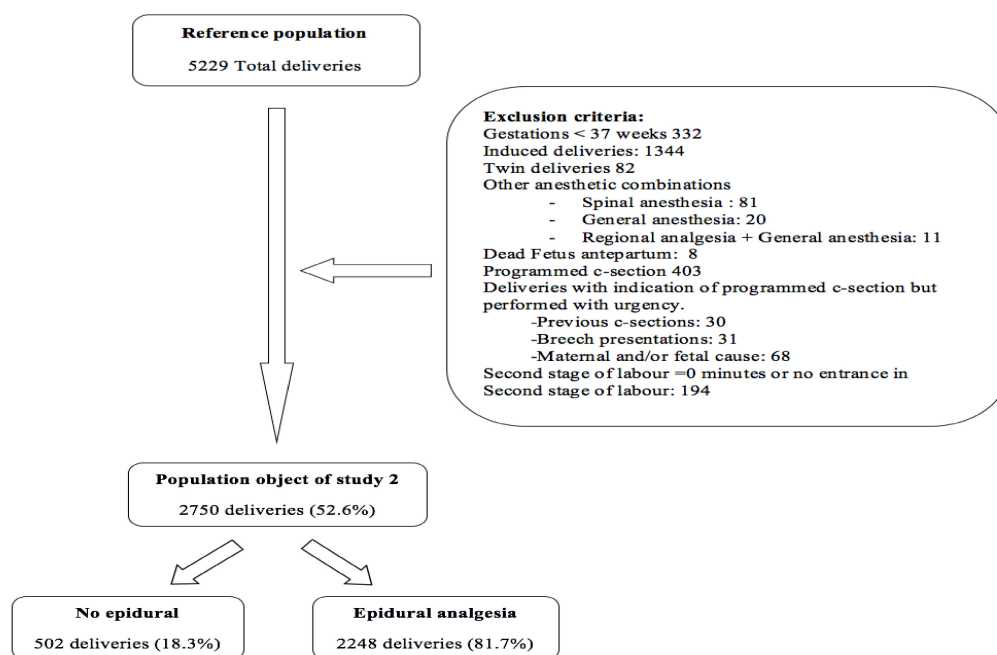 Reference population
5229 Total deliveries
Exclusion criteria:
Gestations < 37 weeks 332
Induced deliveries: 1344
Twin deliveries 82
Other anesthetic combinations
- Spinal anesthesia : 81
- General anesthesia: 20
- Regional analgesia + General anesthesia: 11
Dead Fetus antepartum: 8
Programmed c-section 403
Deliveries with indication of programmed c-section but
performed with urgency.
-Previous c-sections: 30
-Breech presentations: 31
-Maternal and/or fetal cause: 68
Second stage of labour =0 minutes or no entrance in
Second stage of labour: 194
Population object of study 2
2750 deliveries (52.6%)
No epidural
502 deliveries (18.3%)
Epidural analgesia
2248 deliveries (81.7%)